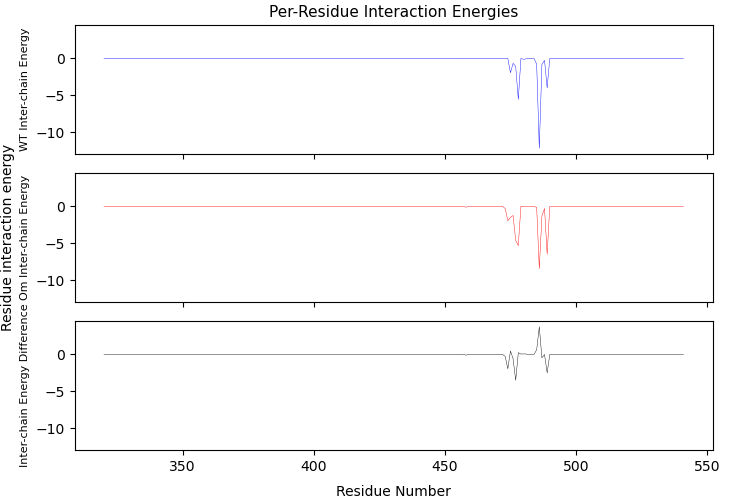 Per-Residue Interaction Energies
Residue interaction energy
WT Inter-chain Energy
0
−5
−10
Om Inter-chain Energy
0
−5
−10
Inter-chain Energy Difference
0
−5
−10
350
400
450
500
550
Residue Number